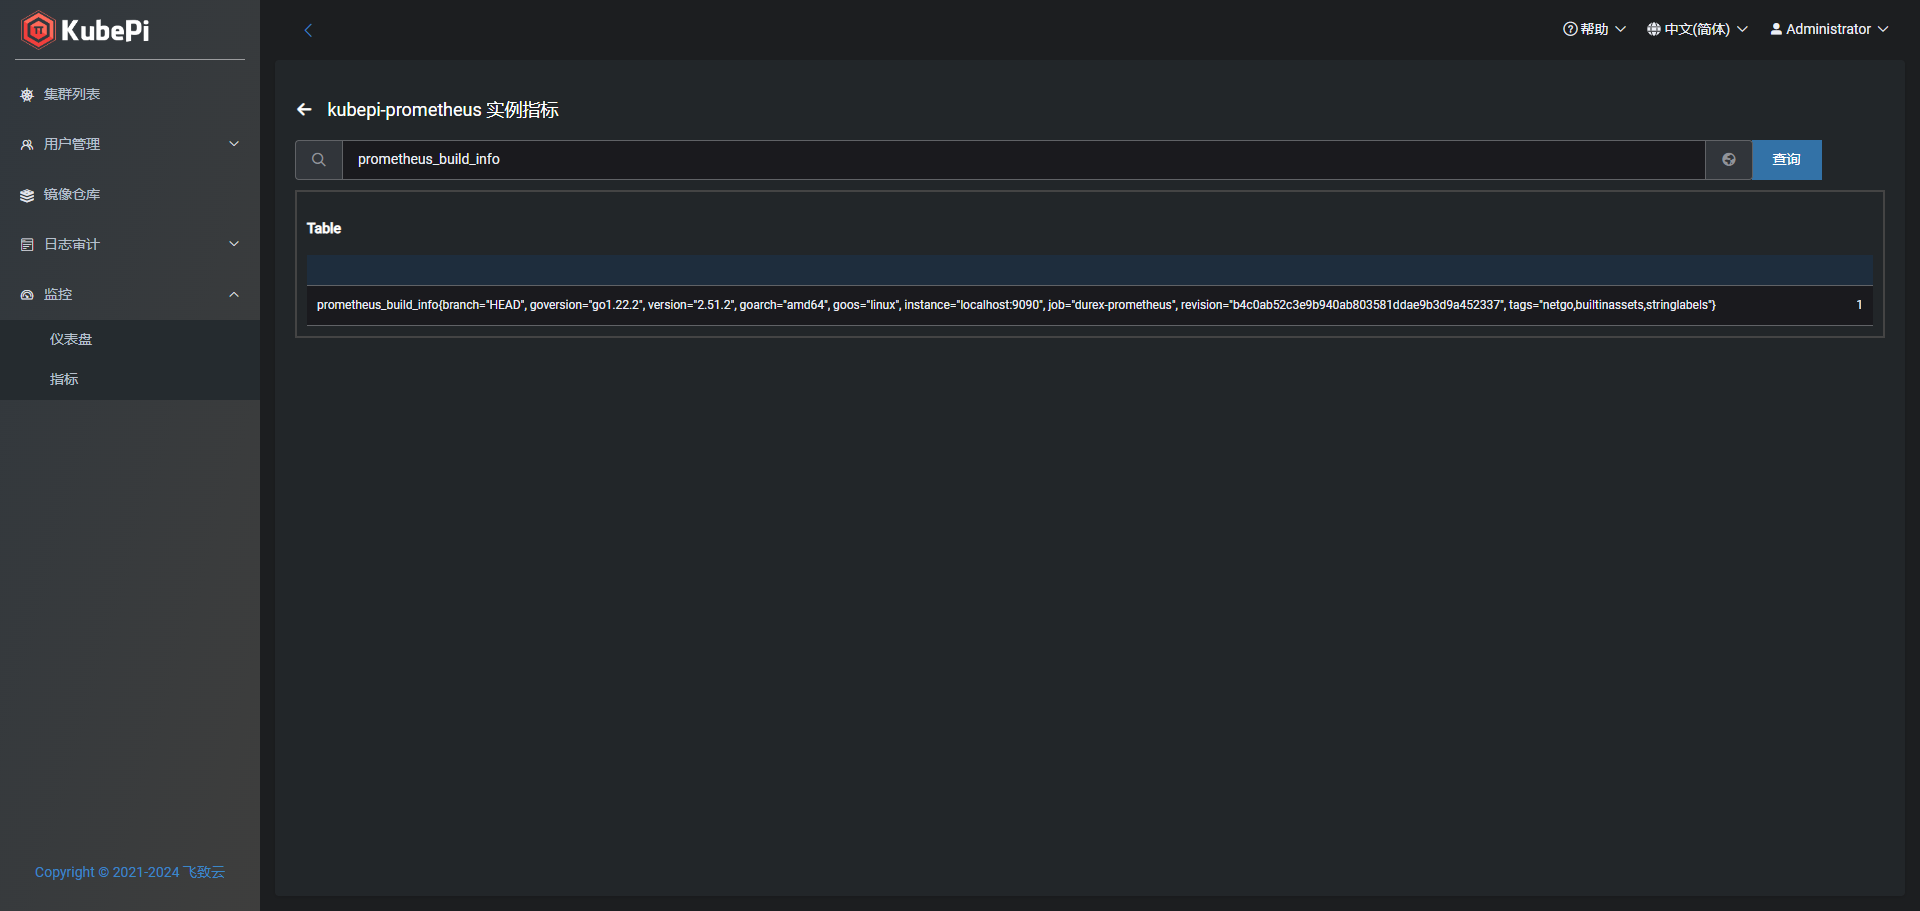 KubePi
帮助
中文(简体)
Administrator
集群列表
用户管理
镜像仓库
日志审计
监控
仪表盘
指标
Copyright © 2021-2024 飞致云
kubepi-prometheus 实例指标
prometheus_build_info
查询
Table
prometheus_build_info{branch="HEAD", goversion="go1.22.2", version="2.51.2", goarch="amd64", goos="linux", instance="localhost:9090", job="durex-prometheus", revision="b4c0ab52c3e9b940ab803581ddae9b3d9a452337", tags="netgo,builtinassets,stringlabels"} 1